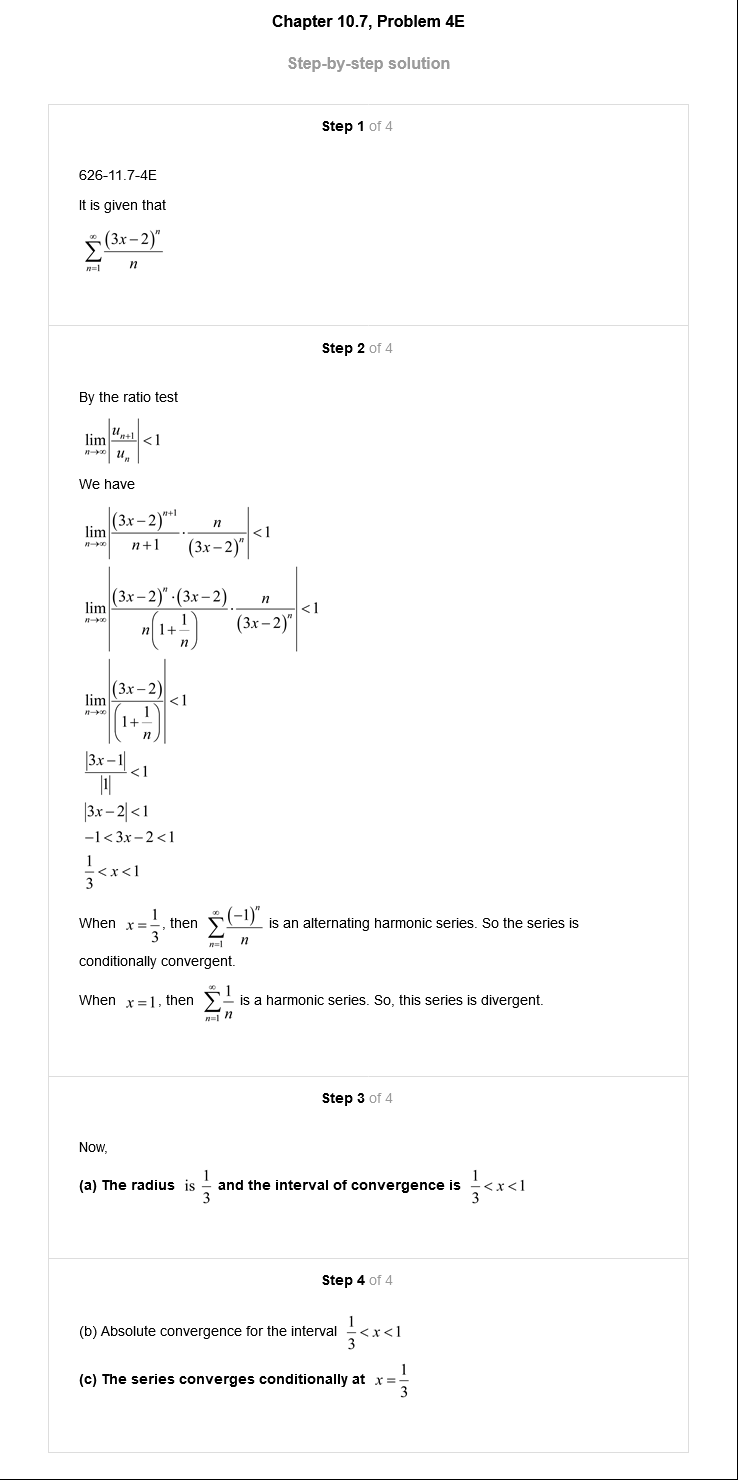 Chapter 10.7, Problem 4E
Step-by-step solution
Step 1 of 4
626-11.7-4E
It is given that
\sum_{n=1}^{\infty} \frac{(3x-2)^n}{n}
Step 2 of 4
By the ratio test
\lim_{n\to\infty} \left| \frac{u_{n+1}}{u_n} \right| < 1
We have
\lim_{n\to\infty} \left| \frac{(3x-2)^{n+1}}{n+1} \cdot \frac{n}{(3x-2)^n} \right| < 1
\lim_{n\to\infty} \left| \frac{(3x-2)^n \cdot (3x-2)}{n\left(1+\frac{1}{n}\right)} \cdot \frac{n}{(3x-2)^n} \right| < 1
\lim_{n\to\infty} \left| \frac{(3x-2)}{\left(1+\frac{1}{n}\right)} \right| < 1
\frac{|3x-1|}{|1|} < 1
|3x-2| < 1
-1 < 3x-2 < 1
\frac{1}{3} < x < 1
When x = \frac{1}{3}, then \sum_{n=1}^{\infty} \frac{(-1)^n}{n} is an alternating harmonic series. So the series is
conditionally convergent.
When x = 1, then \sum_{n=1}^{\infty} \frac{1}{n} is a harmonic series. So, this series is divergent.
Step 3 of 4
Now,
(a) The radius is \frac{1}{3} and the interval of convergence is \frac{1}{3} < x < 1
Step 4 of 4
(b) Absolute convergence for the interval \frac{1}{3} < x < 1
(c) The series converges conditionally at x = \frac{1}{3}